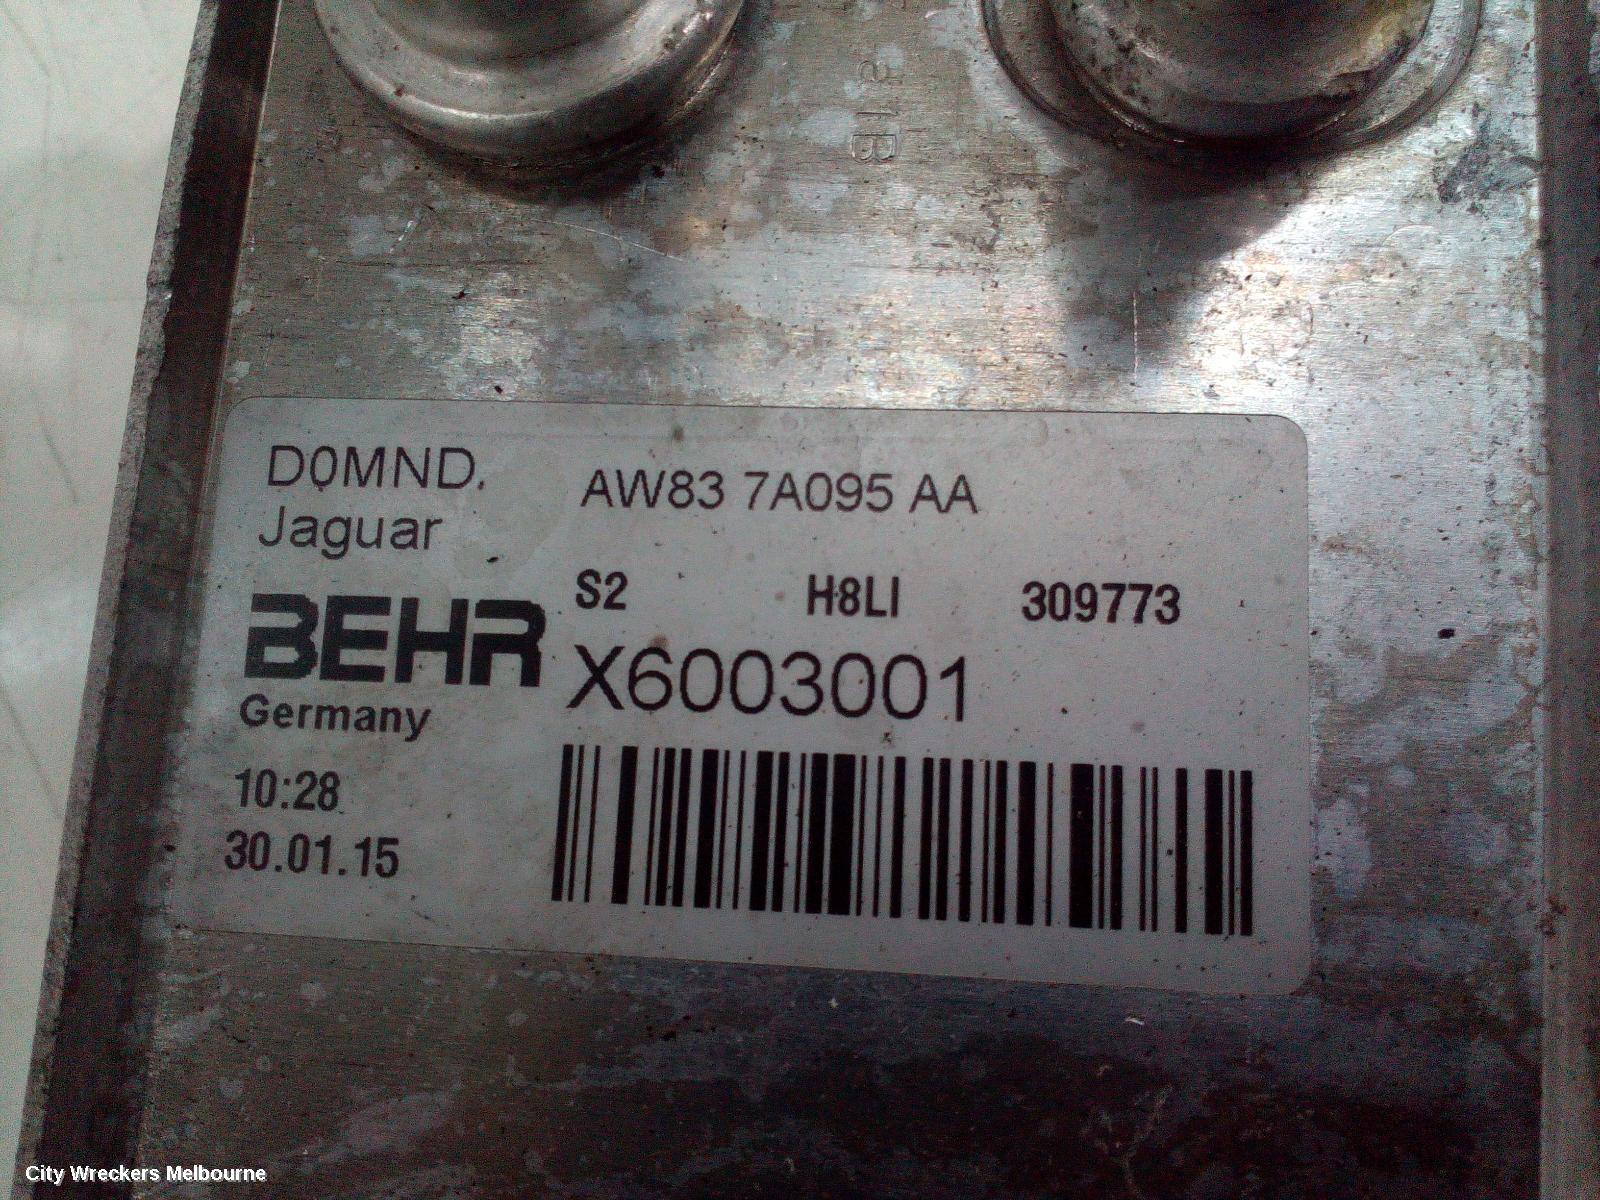 D0MND. AW83 7A095 AA
Jaguar
S2 H8LI 309773
BEHR X6003001
Germany
10:28
30.01.15
City Wreckers Melbourne